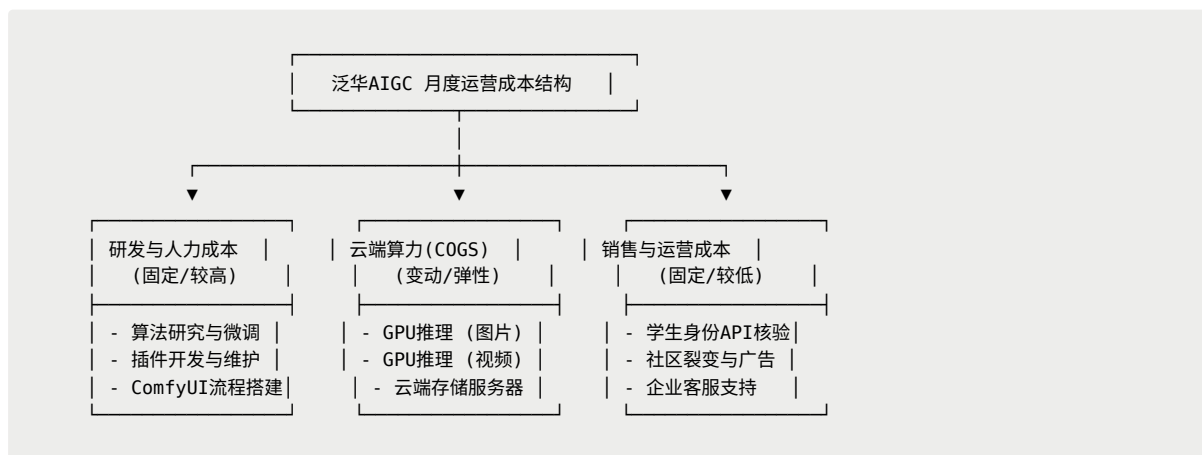 泛华AIGC 月度运营成本结构
研发与人力成本
(固定/较高)
- 算法研究与微调
- 插件开发与维护
- ComfyUI流程搭建
云端算力(COGS)
(变动/弹性)
- GPU推理 (图片)
- GPU推理 (视频)
- 云端存储服务器
销售与运营成本
(固定/较低)
- 学生身份API核验
- 社区裂变与广告
- 企业客服支持